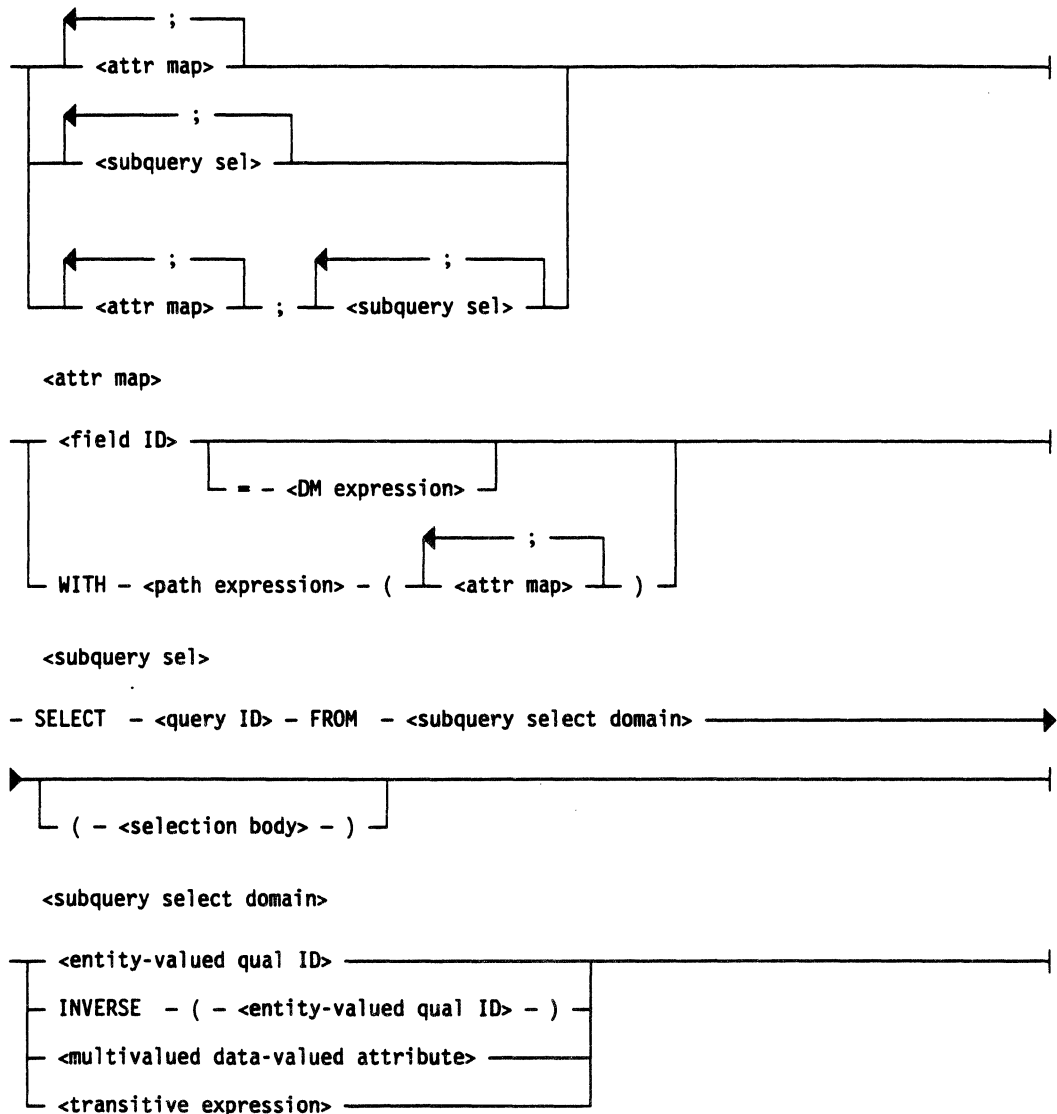 ;
<attr map>
;
<subquery sel>
; ;
<attr map> ; <subquery sel>
<attr map>
<field ID>
= – <DM expression>
;
WITH – <path expression> – ( <attr map> )
<subquery sel>
– SELECT – <query ID> – FROM – <subquery select domain>
( – <selection body> – )
<subquery select domain>
<entity-valued qual ID>
INVERSE – ( – <entity-valued qual ID> – )
<multivalued data-valued attribute>
<transitive expression>